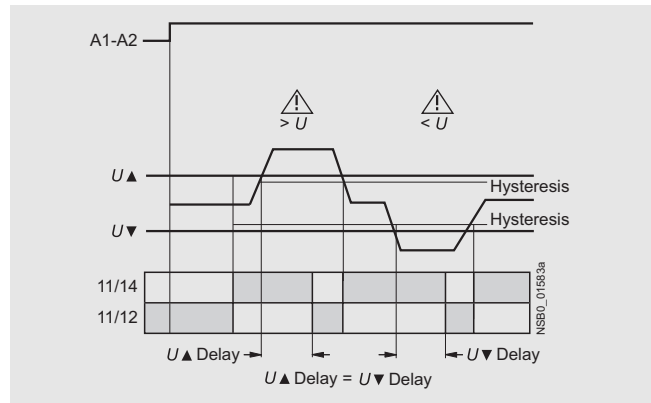 A1-A2
> U
< U
U▲
Hysteresis
Hysteresis
U▼
11/14
11/12
NSB0_01583a
U▲ Delay
U▼ Delay
U▲ Delay = U▼ Delay